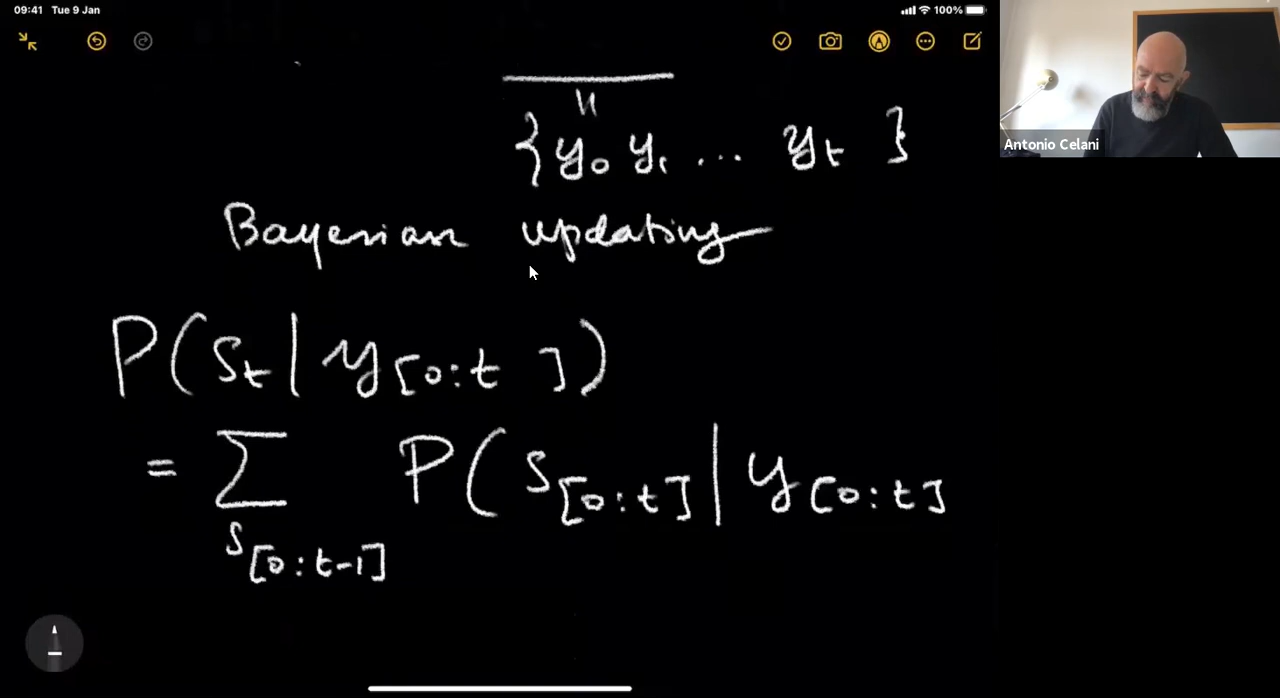 09:41 Tue 9 Jan 100%
Antonio Celani
{y₀ y₁ ... yₜ }
Bayesian updating
P(sₜ | y[0:t ])
= Σ P( s[0:t] | y[0:t]
s[0:t-1]